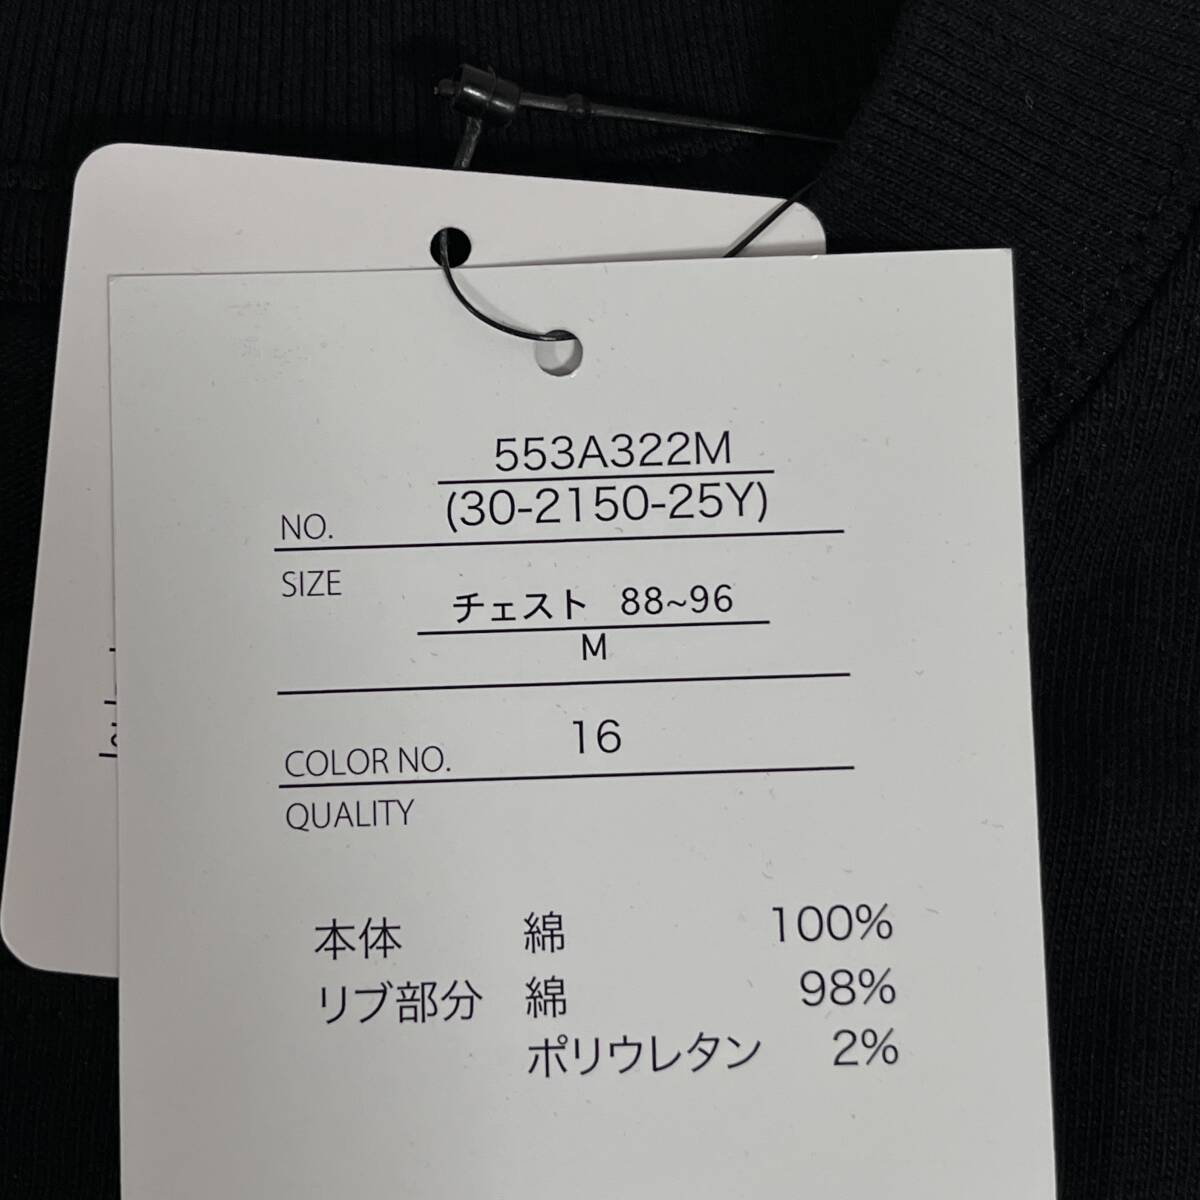 553A322M
NO. (30-2150-25Y)
SIZE
チェスト 88~96
M
COLOR NO. 16
QUALITY
本体 綿 100%
リブ部分 綿 98%
ポリウレタン 2%